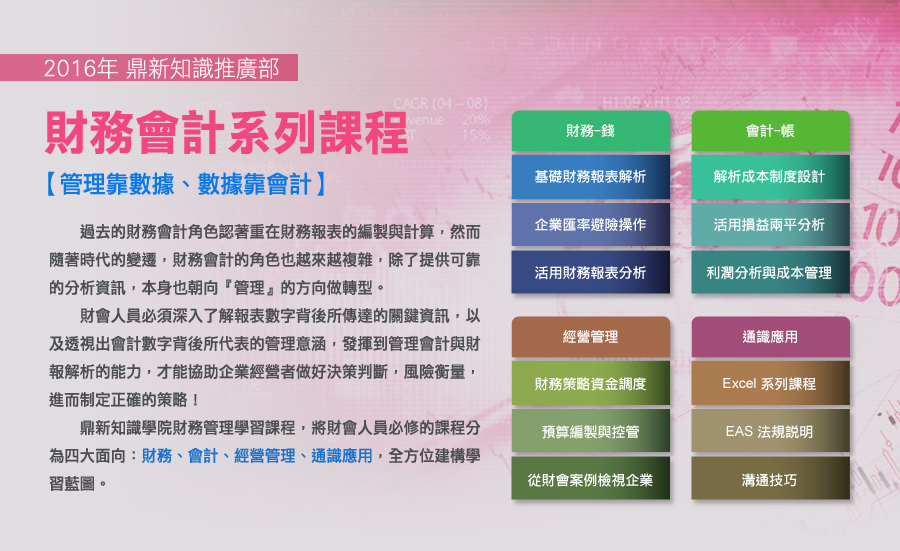 2016年 鼎新知識推廣部
財務會計系列課程
【管理靠數據、數據靠會計】
過去的財務會計角色認著重在財務報表的編製與計算，然而
隨著時代的變遷，財務會計的角色也越來越複雜，除了提供可靠
的分析資訊，本身也朝向『管理』的方向做轉型。
財會人員必須深入了解報表數字背後所傳達的關鍵資訊，以
及透視出會計數字背後所代表的管理意涵，發揮到管理會計與財
報解析的能力，才能協助企業經營者做好決策判斷，風險衡量，
進而制定正確的策略！
鼎新知識學院財務管理學習課程，將財會人員必修的課程分
為四大面向：財務、會計、經營管理、通識應用，全方位建構學
習藍圖。
CAGR (04 – 08)
20%
15%
H1 09 v H1 08
財務-錢
基礎財務報表解析
企業匯率避險操作
活用財務報表分析
會計-帳
解析成本制度設計
活用損益兩平分析
利潤分析與成本管理
經營管理
財務策略資金調度
預算編製與控管
從財會案例檢視企業
通識應用
Excel 系列課程
EAS 法規説明
溝通技巧